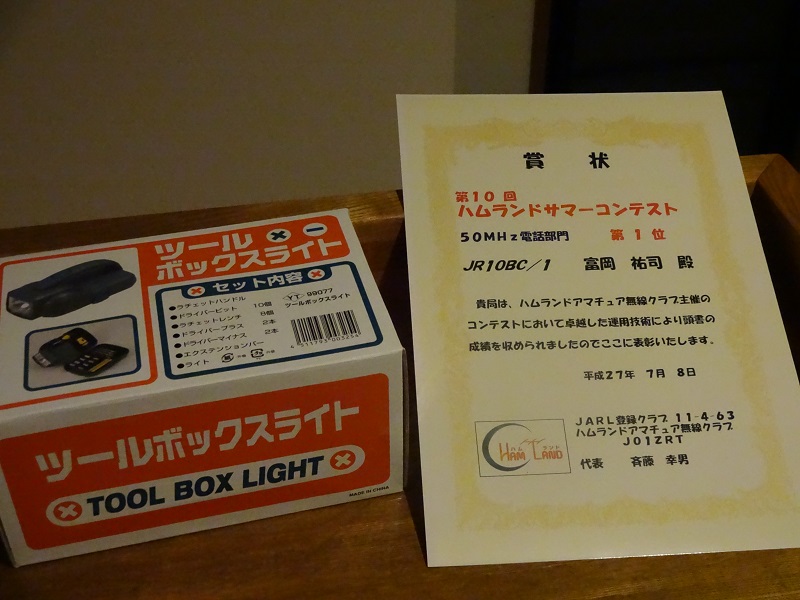 ツール
ボックスライト
セット内容
●ラチェットハンドル
●ドライバービット 10個
●ラチェットレンチ 9個
●ドライバープラス 2本
●ドライバーマイナス 2本
●エクステンションバー
●ライト
YT 99077
ツールボックスライト
4 511793 003254
ツールボックスライト
TOOL BOX LIGHT
MADE IN CHINA
賞 状
第10回
ハムランドサマーコンテスト
50MHz電話部門 第1位
JR1OBC/1 富岡 祐司 殿
貴局は、ハムランドアマチュア無線クラブ主催の
コンテストにおいて卓越した運用技術により頭書の
成績を収められましたのでここに表彰いたします。
平成27年 7月 8日
ハム ランド
HAM LAND
JARL登録クラブ 11-4-63
ハムランドアマチュア無線クラブ
JO1ZRT
代表 斉藤 幸男